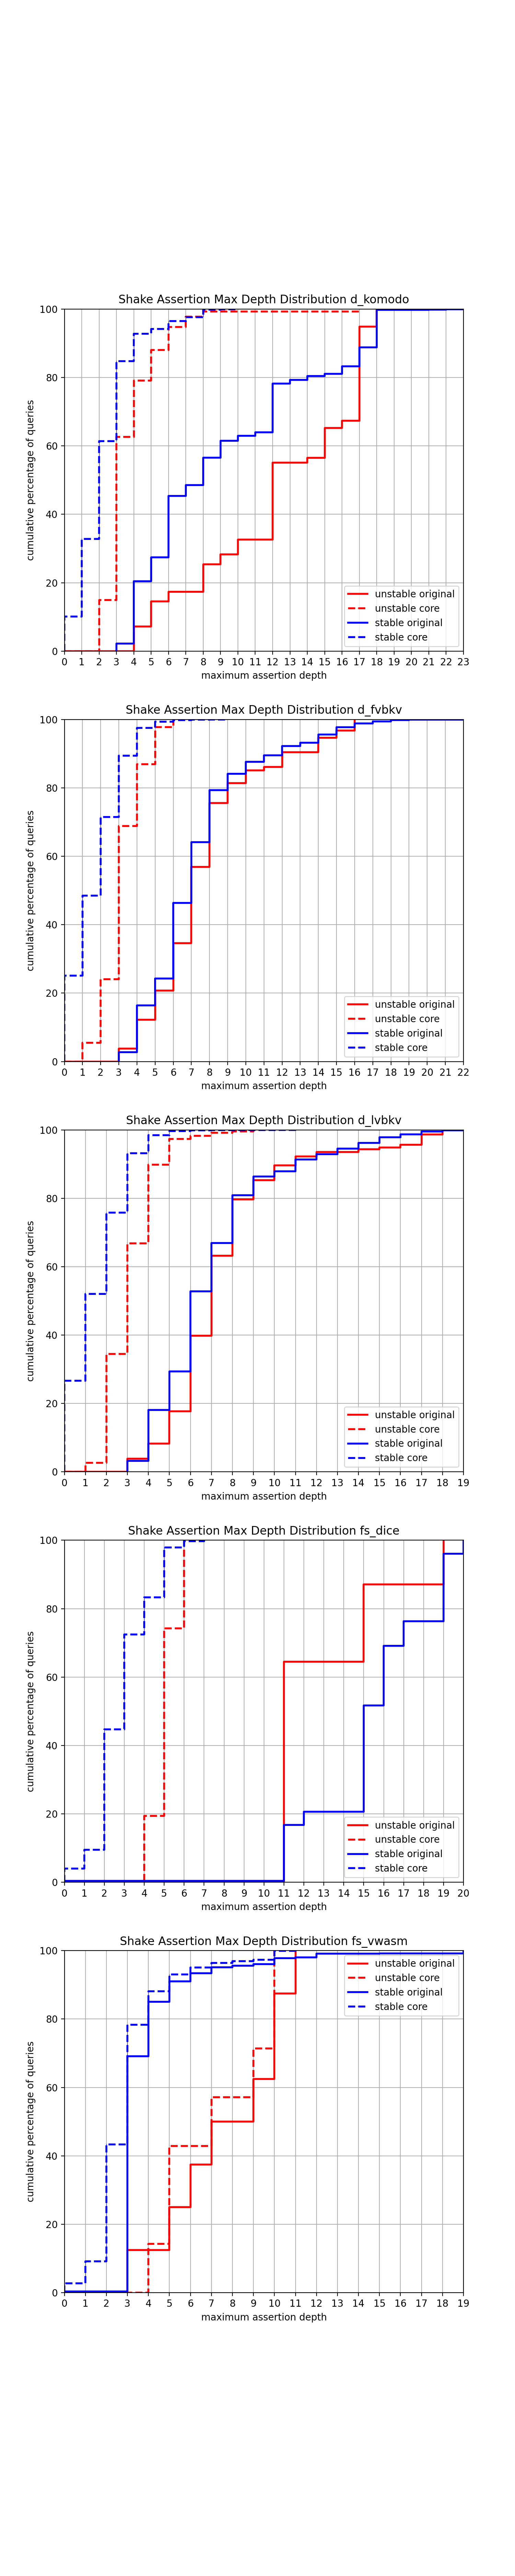 Shake Assertion Max Depth Distribution d_komodo
100
80
60
40
20
0
cumulative percentage of queries
unstable original
unstable core
stable original
stable core
0 1 2 3 4 5 6 7 8 9 10 11 12 13 14 15 16 17 18 19 20 21 22 23
maximum assertion depth
Shake Assertion Max Depth Distribution d_fvbkv
100
80
60
40
20
0
cumulative percentage of queries
unstable original
unstable core
stable original
stable core
0 1 2 3 4 5 6 7 8 9 10 11 12 13 14 15 16 17 18 19 20 21 22
maximum assertion depth
Shake Assertion Max Depth Distribution d_lvbkv
100
80
60
40
20
0
cumulative percentage of queries
unstable original
unstable core
stable original
stable core
0 1 2 3 4 5 6 7 8 9 10 11 12 13 14 15 16 17 18 19
maximum assertion depth
Shake Assertion Max Depth Distribution fs_dice
100
80
60
40
20
0
cumulative percentage of queries
unstable original
unstable core
stable original
stable core
0 1 2 3 4 5 6 7 8 9 10 11 12 13 14 15 16 17 18 19 20
maximum assertion depth
Shake Assertion Max Depth Distribution fs_vwasm
100
80
60
40
20
0
cumulative percentage of queries
unstable original
unstable core
stable original
stable core
0 1 2 3 4 5 6 7 8 9 10 11 12 13 14 15 16 17 18 19
maximum assertion depth